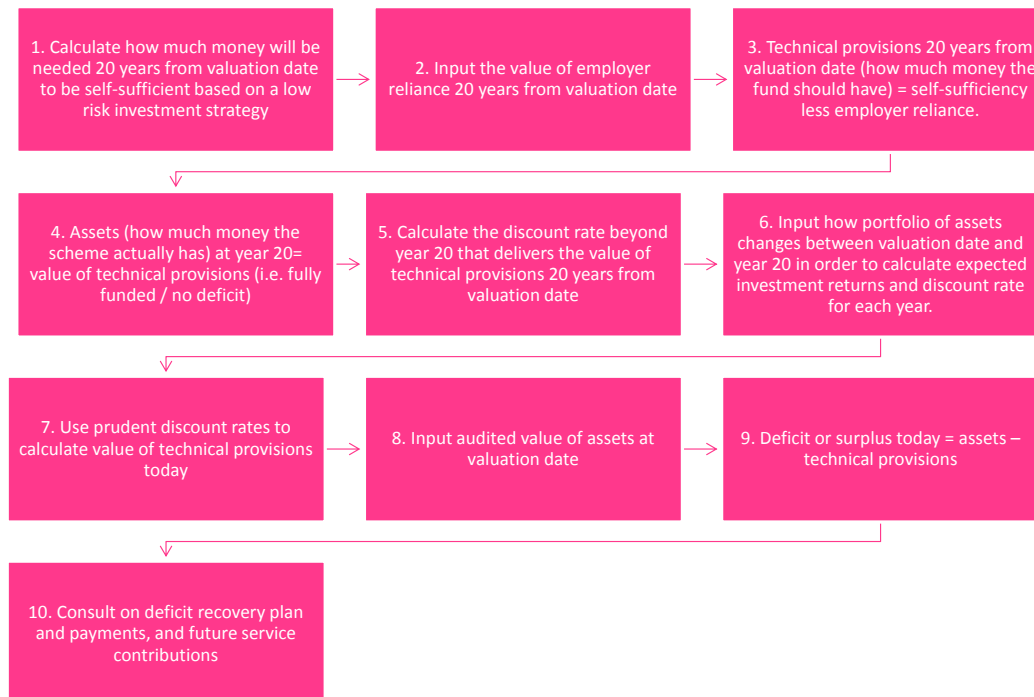 1. Calculate how much money will be
needed 20 years from valuation date
to be self-sufficient based on a low
risk investment strategy
2. Input the value of employer
reliance 20 years from valuation date
3. Technical provisions 20 years from
valuation date (how much money the
fund should have) = self-sufficiency
less employer reliance.
4. Assets (how much money the
scheme actually has) at year 20=
value of technical provisions (i.e. fully
funded / no deficit)
5. Calculate the discount rate beyond
year 20 that delivers the value of
technical provisions 20 years from
valuation date
6. Input how portfolio of assets
changes between valuation date and
year 20 in order to calculate expected
investment returns and discount rate
for each year.
7. Use prudent discount rates to
calculate value of technical provisions
today
8. Input audited value of assets at
valuation date
9. Deficit or surplus today = assets –
technical provisions
10. Consult on deficit recovery plan
and payments, and future service
contributions